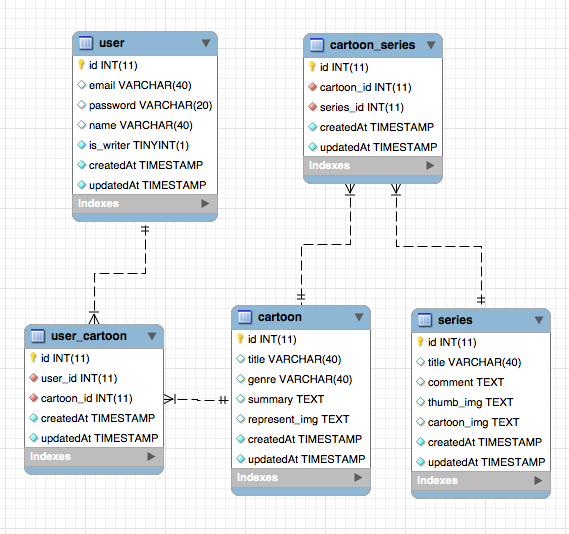 user
id INT(11)
email VARCHAR(40)
password VARCHAR(20)
name VARCHAR(40)
is_writer TINYINT(1)
createdAt TIMESTAMP
updatedAt TIMESTAMP
Indexes
cartoon_series
id INT(11)
cartoon_id INT(11)
series_id INT(11)
createdAt TIMESTAMP
updatedAt TIMESTAMP
Indexes
user_cartoon
id INT(11)
user_id INT(11)
cartoon_id INT(11)
createdAt TIMESTAMP
updatedAt TIMESTAMP
Indexes
cartoon
id INT(11)
title VARCHAR(40)
genre VARCHAR(40)
summary TEXT
represent_img TEXT
createdAt TIMESTAMP
updatedAt TIMESTAMP
Indexes
series
id INT(11)
title VARCHAR(40)
comment TEXT
thumb_img TEXT
cartoon_img TEXT
createdAt TIMESTAMP
updatedAt TIMESTAMP
Indexes